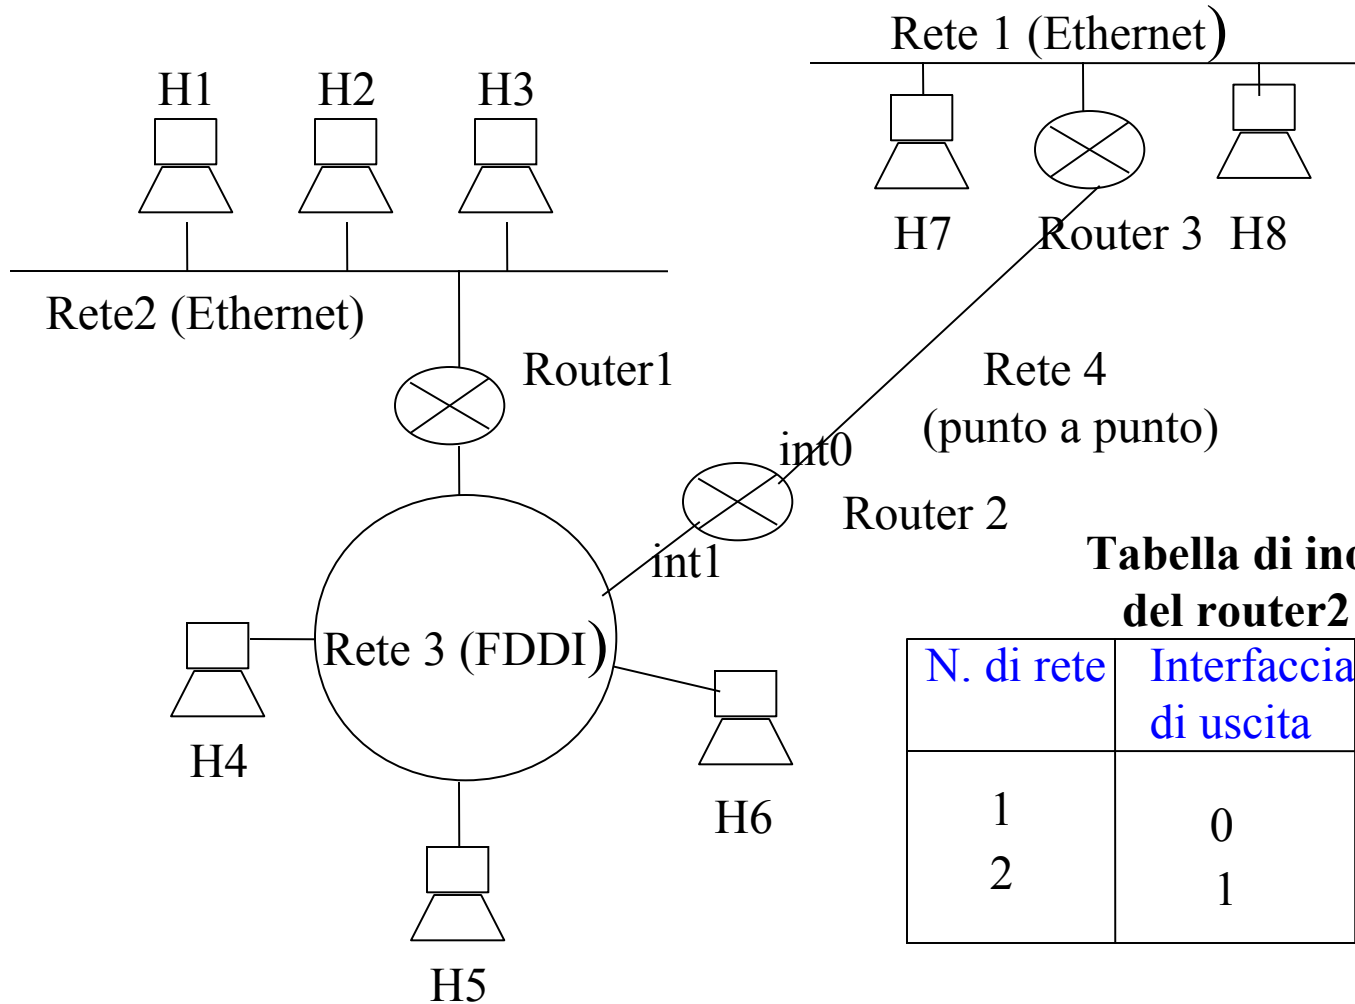 Rete 1 (Ethernet)
H1
H2
H3
H7
Router 3
H8
Rete2 (Ethernet)
Router1
Rete 4
(punto a punto)
int0
Router 2
int1
Tabella di
del router2
Rete 3 (FDDI)
N. di rete
Interfaccia
di uscita
H4
H6
1
0
2
1
H5